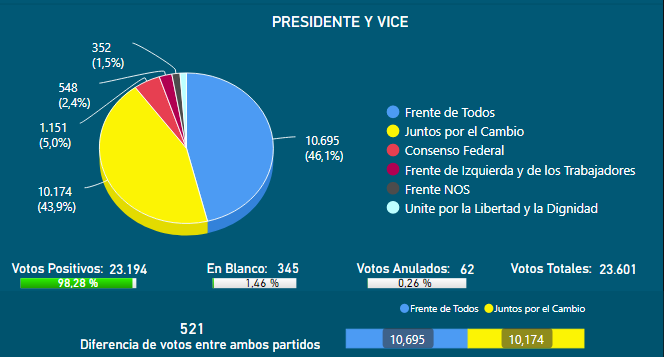 PRESIDENTE Y VICE
352
(1,5%)
548
(2,4%)
1.151
(5,0%)
10.174
(43,9%)
10.695
(46,1%)
Frente de Todos
Juntos por el Cambio
Consenso Federal
Frente de Izquierda y de los Trabajadores
Frente NOS
Unite por la Libertad y la Dignidad
Votos Positivos: 23.194
98,28 %
En Blanco: 345
1,46 %
Votos Anulados: 62
0,26 %
Votos Totales: 23.601
521
Diferencia de votos entre ambos partidos
Frente de Todos Juntos por el Cambio
10,695 10,174